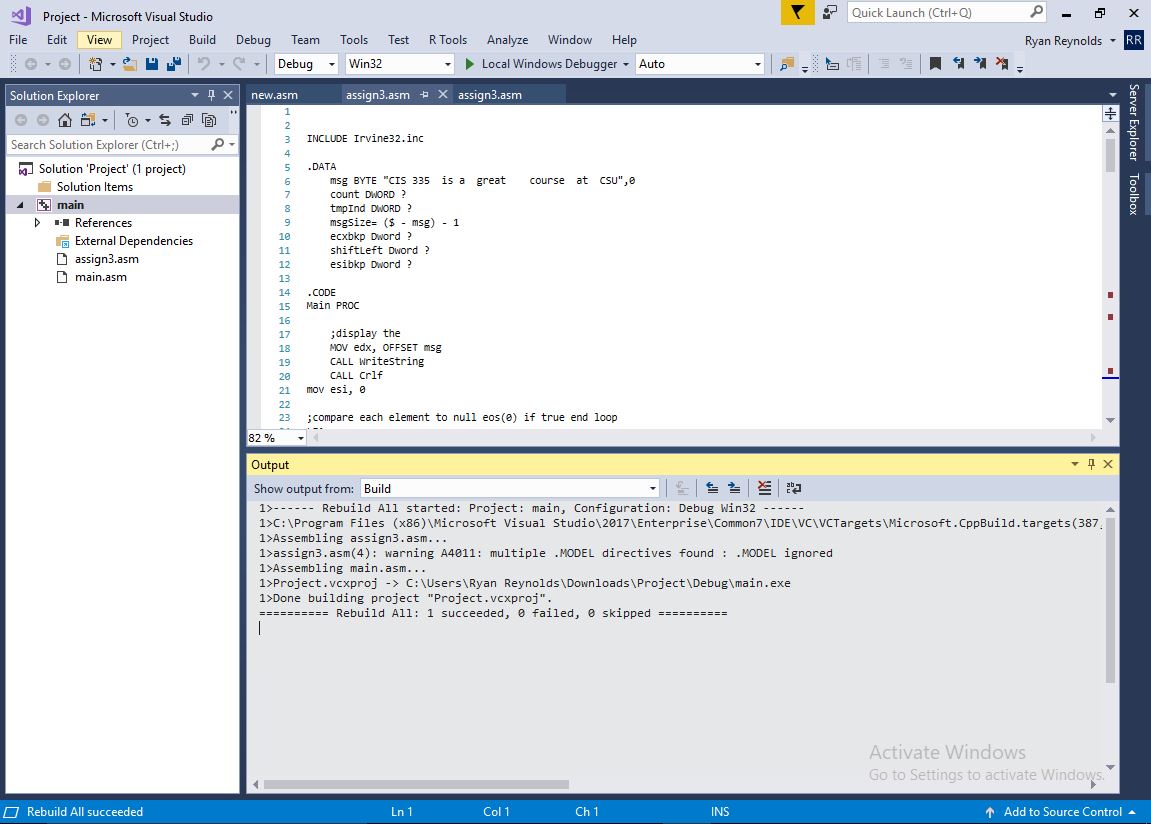 Project - Microsoft Visual Studio
Quick Launch (Ctrl+Q)
File Edit View Project Build Debug Team Tools Test R Tools Analyze Window Help
Ryan Reynolds RR
Debug Win32 Local Windows Debugger Auto
Solution Explorer
Search Solution Explorer (Ctrl+;)
Solution 'Project' (1 project)
Solution Items
main
References
External Dependencies
assign3.asm
main.asm
new.asm assign3.asm assign3.asm
1
2
3 INCLUDE Irvine32.inc
4
5 .DATA
6 msg BYTE "CIS 335  is a  great    course  at  CSU",0
7 count DWORD ?
8 tmpInd DWORD ?
9 msgSize= ($ - msg) - 1
10 ecxbkp Dword ?
11 shiftLeft Dword ?
12 esibkp Dword ?
13
14 .CODE
15 Main PROC
16
17 ;display the
18 MOV edx, OFFSET msg
19 CALL WriteString
20 CALL Crlf
21 mov esi, 0
22
23 ;compare each element to null eos(0) if true end loop
82 %
Server Explorer
Toolbox
Output
Show output from: Build
1>------ Rebuild All started: Project: main, Configuration: Debug Win32 ------
1>C:\Program Files (x86)\Microsoft Visual Studio\2017\Enterprise\Common7\IDE\VC\VCTargets\Microsoft.CppBuild.targets(387,
1>Assembling assign3.asm...
1>assign3.asm(4): warning A4011: multiple .MODEL directives found : .MODEL ignored
1>Assembling main.asm...
1>Project.vcxproj -> C:\Users\Ryan Reynolds\Downloads\Project\Debug\main.exe
1>Done building project "Project.vcxproj".
========== Rebuild All: 1 succeeded, 0 failed, 0 skipped ==========
Activate Windows
Go to Settings to activate Windows.
Rebuild All succeeded Ln 1 Col 1 Ch 1 INS Add to Source Control